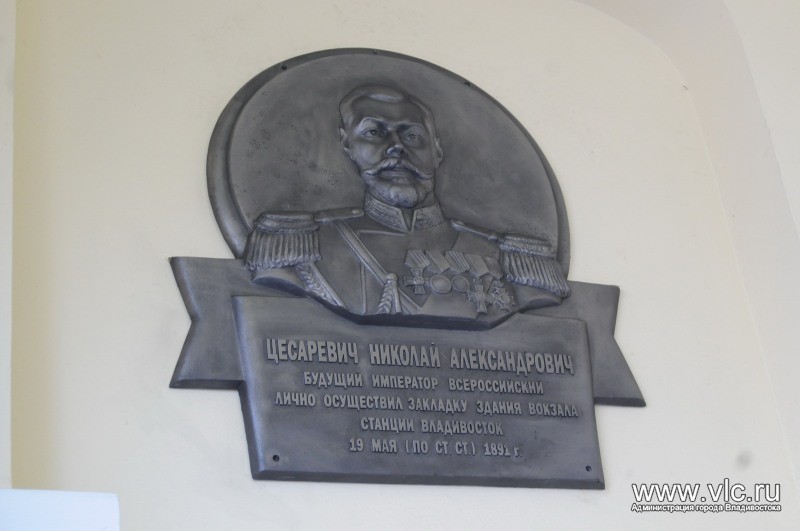 ЦЕСАРЕВИЧ НИКОЛАЙ АЛЕКСАНДРОВИЧ
БУДУЩИЙ ИМПЕРАТОР ВСЕРОССИИСКИЙ
ЛИЧНО ОСУЩЕСТВИЛ ЗАКЛАДКУ ЗДАНИЯ ВОКЗАЛА
СТАНЦИИ ВЛАДИВОСТОК
19 МАЯ (ПО СТ. СТ.) 1891 г.
www.vlc.ru
Администрация города Владивостока